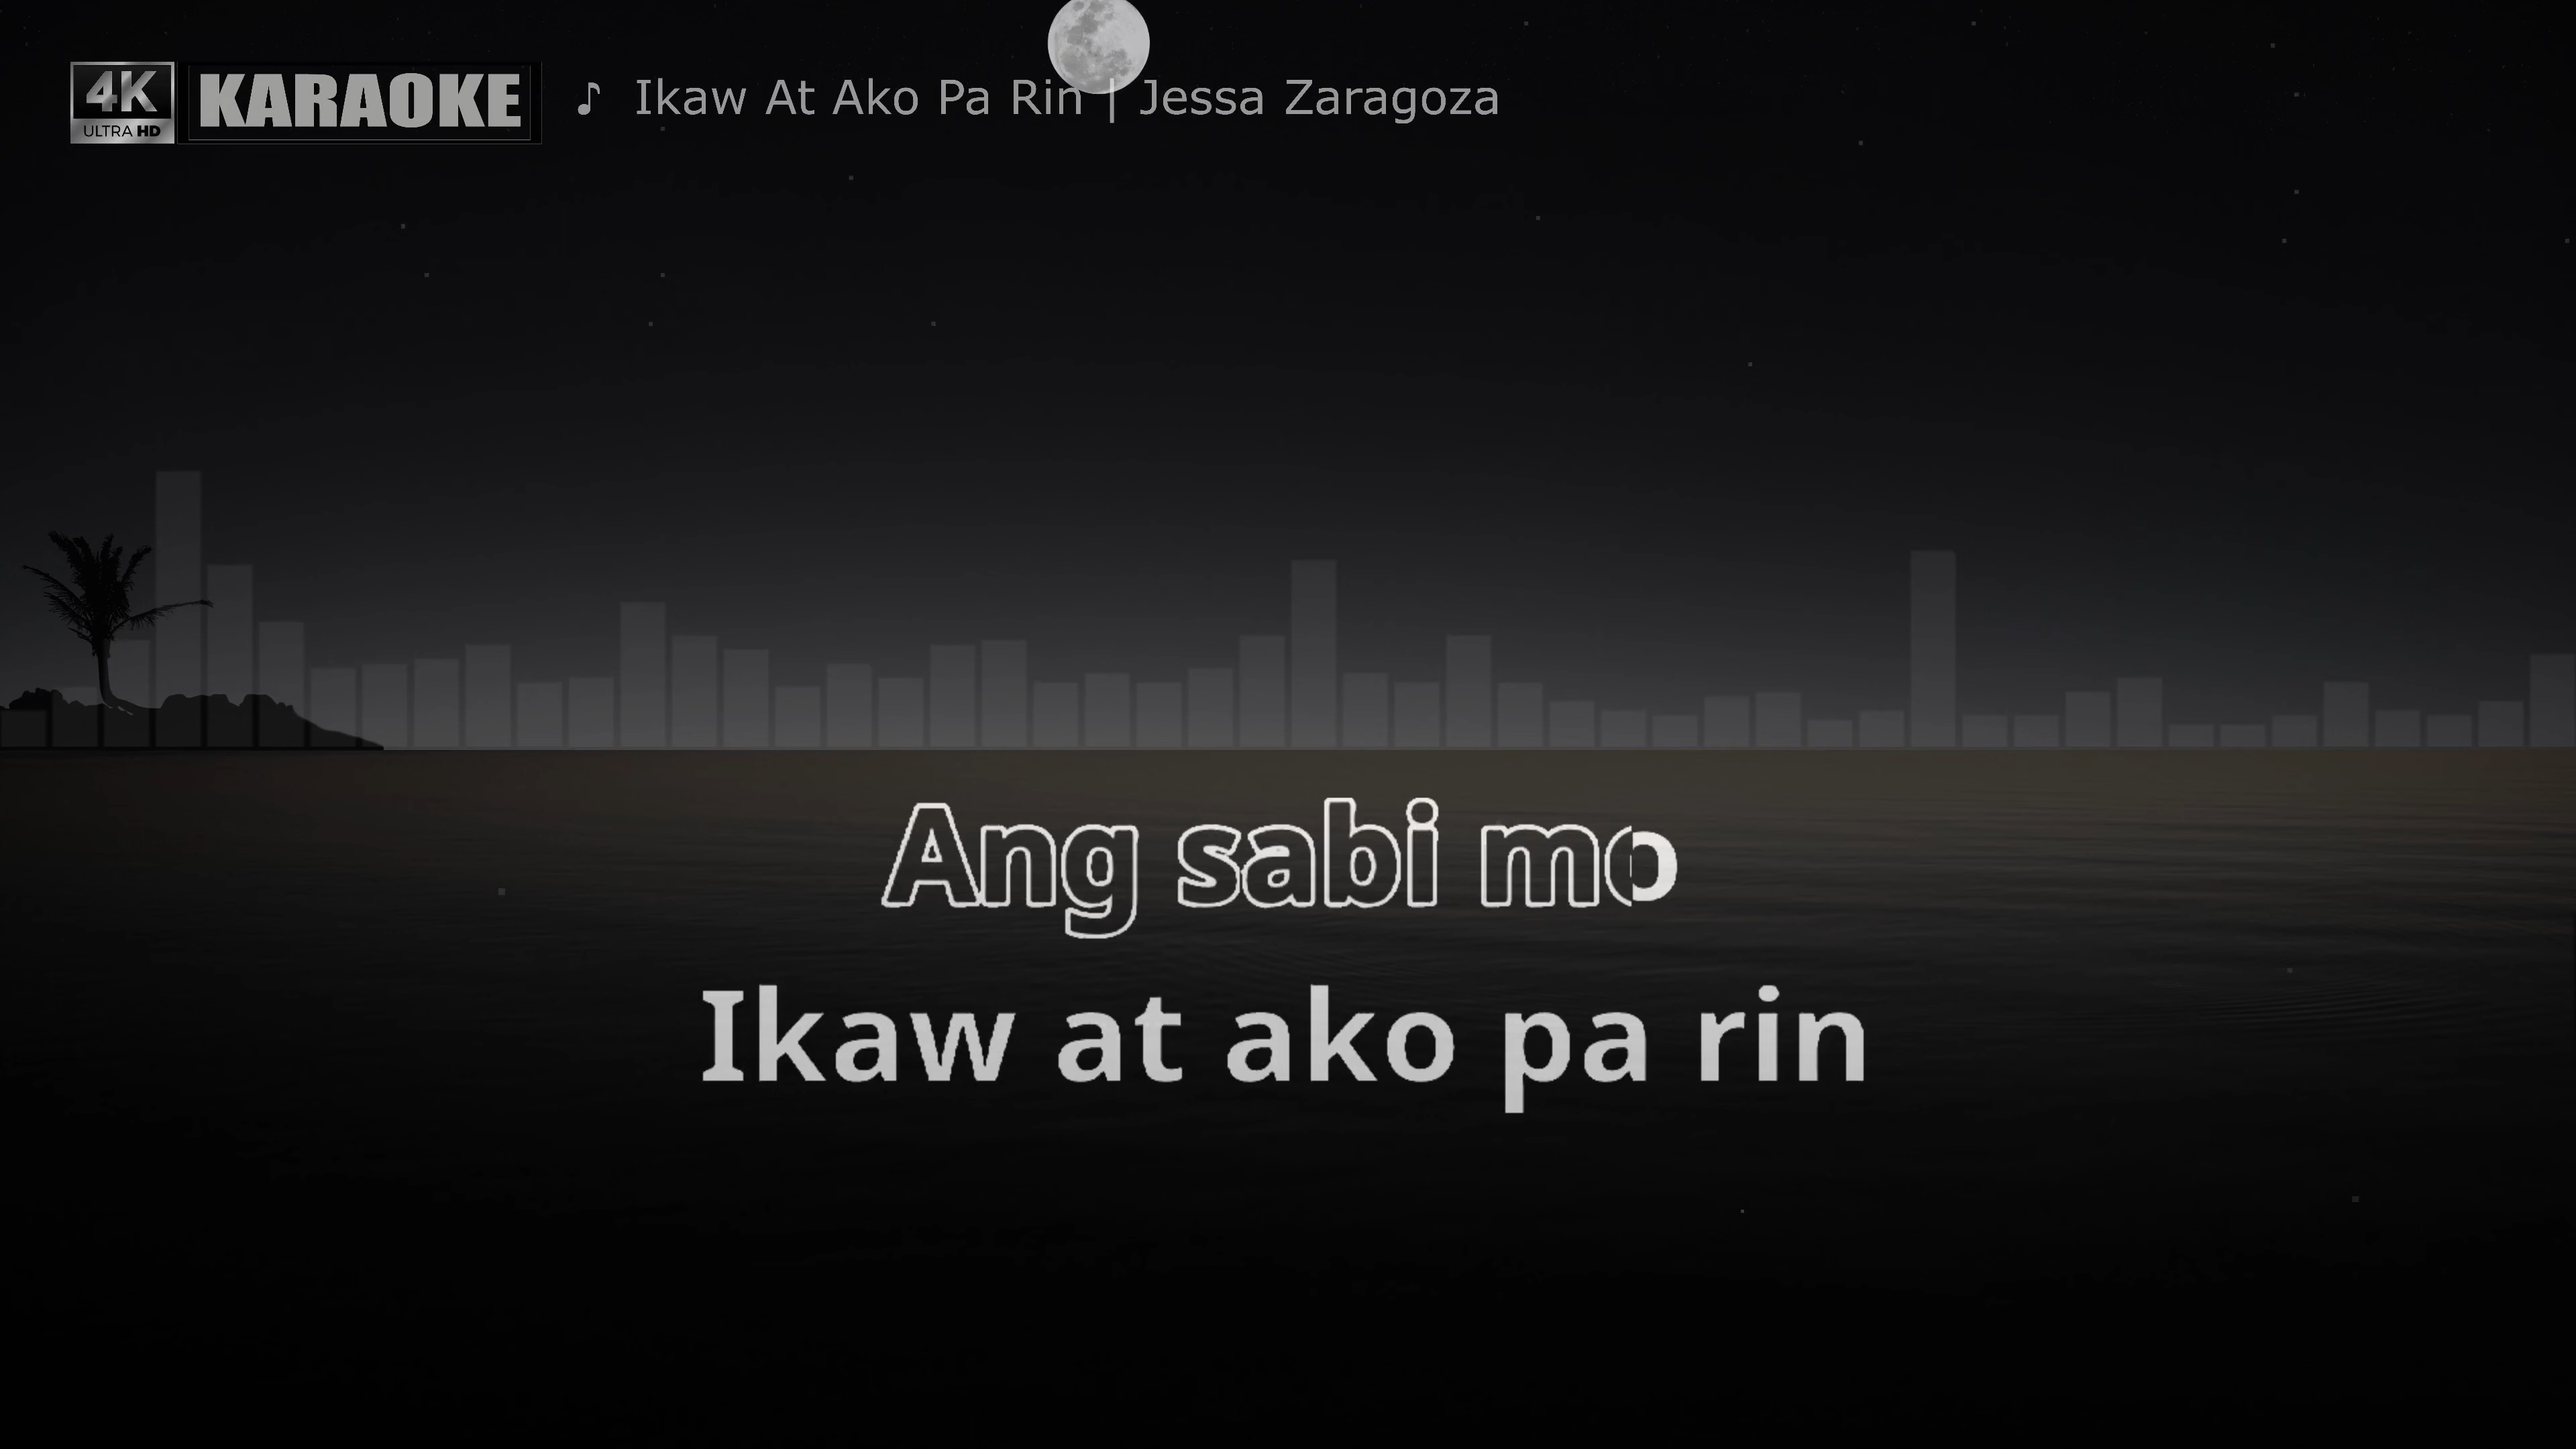 4K ULTRA HD KARAOKE ♪ Ikaw At Ako Pa Rin | Jessa Zaragoza
Ang sabi mo
Ikaw at ako pa rin